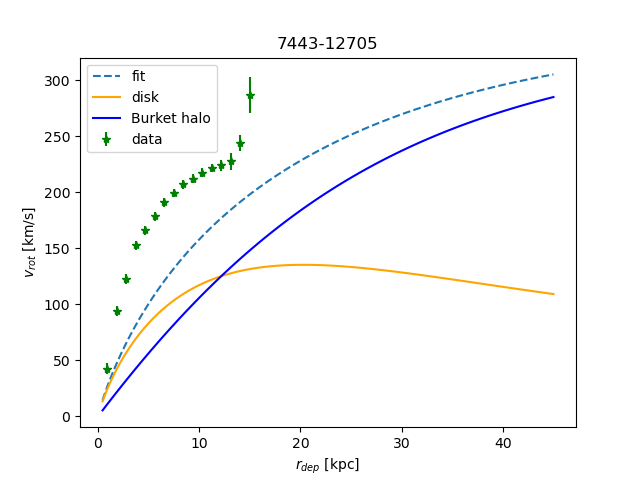 7443-12705
fit
disk
Burket halo
data
300
250
200
150
100
50
0
v_rot [km/s]
0 10 20 30 40
r_dep [kpc]